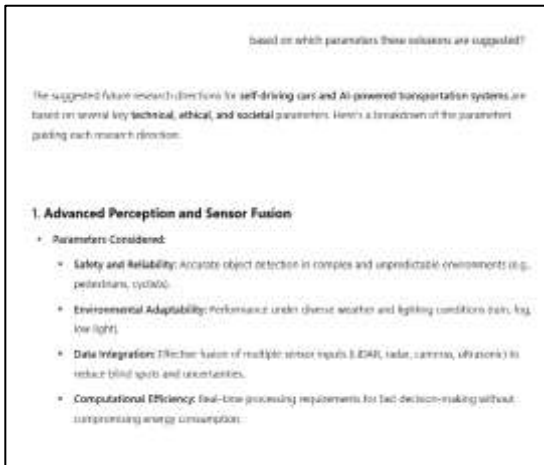 based on which parameters these solutions are suggested?
The suggested future research directions for self-driving cars and AI-powered transportation systems are
based on several key technical, ethical, and societal parameters. Here's a breakdown of the parameters
guiding each research direction:
1. Advanced Perception and Sensor Fusion
• Parameters Considered:
• Safety and Reliability: Accurate object detection in complex and unpredictable environments (e.g.,
pedestrians, cyclists).
• Environmental Adaptability: Performance under diverse weather and lighting conditions (rain, fog,
low light).
• Data Integration: Effective fusion of multiple sensor inputs (LiDAR, radar, cameras, ultrasonic) to
reduce blind spots and uncertainties.
• Computational Efficiency: Real-time processing requirements for fast decision-making without
compromising energy consumption.